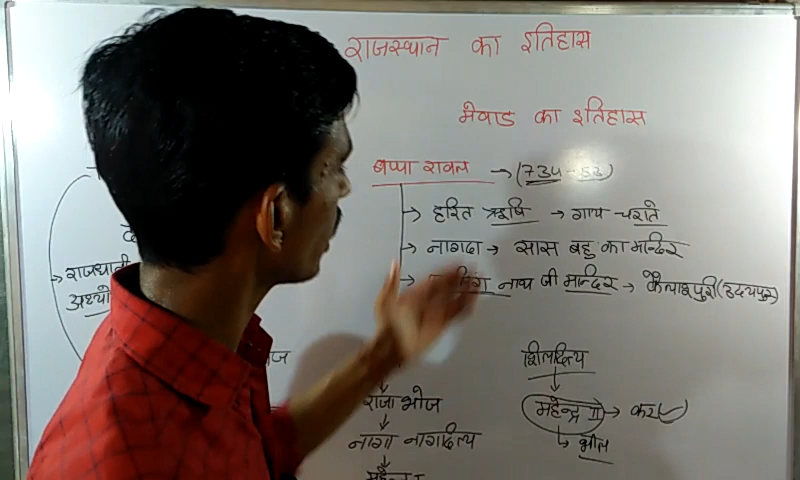 राजस्थान का इतिहास
मेवाड का इतिहास
बप्पा रावल → (734-53)
→ हरित ऋषि → गाय चराते
→ नागदा → सास बहु का मन्दिर
→ लिंग नाथ जी मन्दिर → कैलाशपुरी (उदयपुर)
→ राजधानी
शिलादित्य
राजा भोज
महेन्द्र II →
नागा नागदित्य
↳ भील